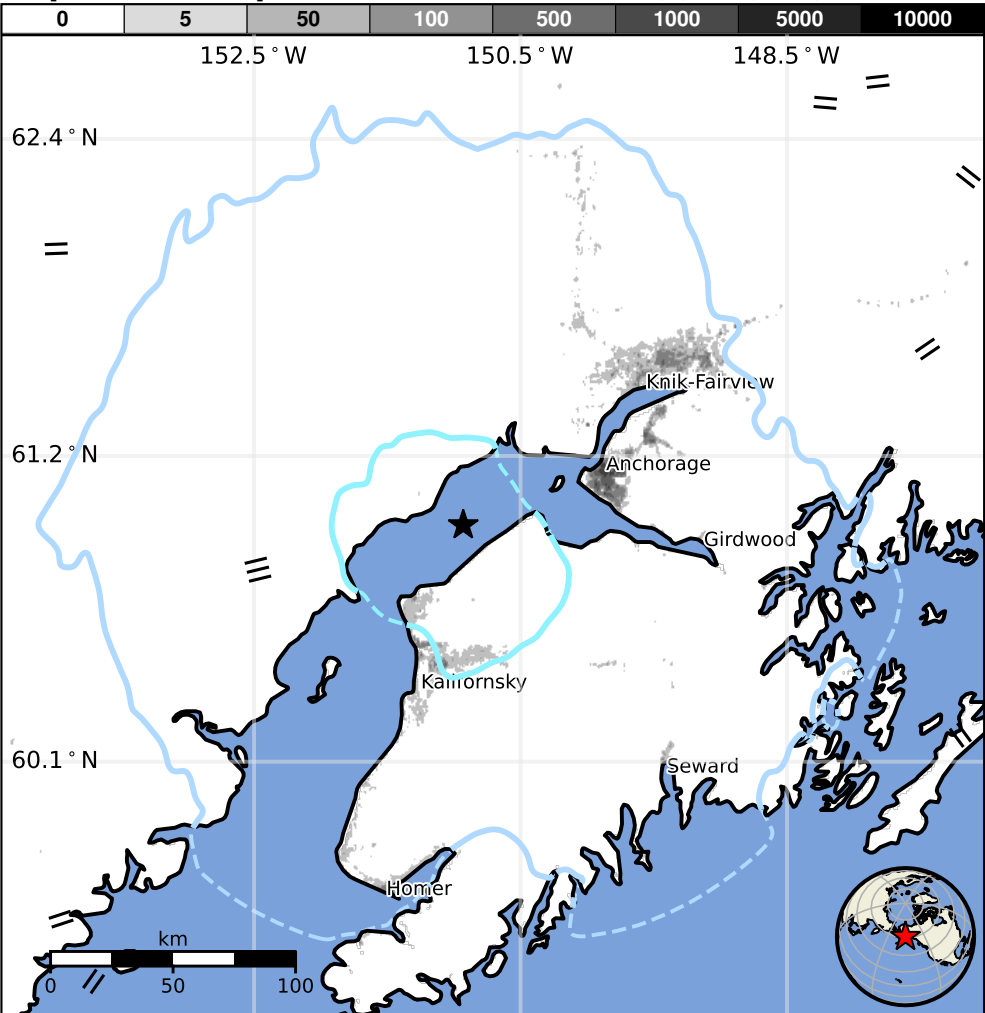 0 5 50 100 500 1000 5000 10000
152.5°W 150.5°W 148.5°W
62.4°N
Knik-Fairview
61.2°N
Anchorage
Girdwood
Kalifornsky
60.1°N
Seward
Homer
km
0 50 100